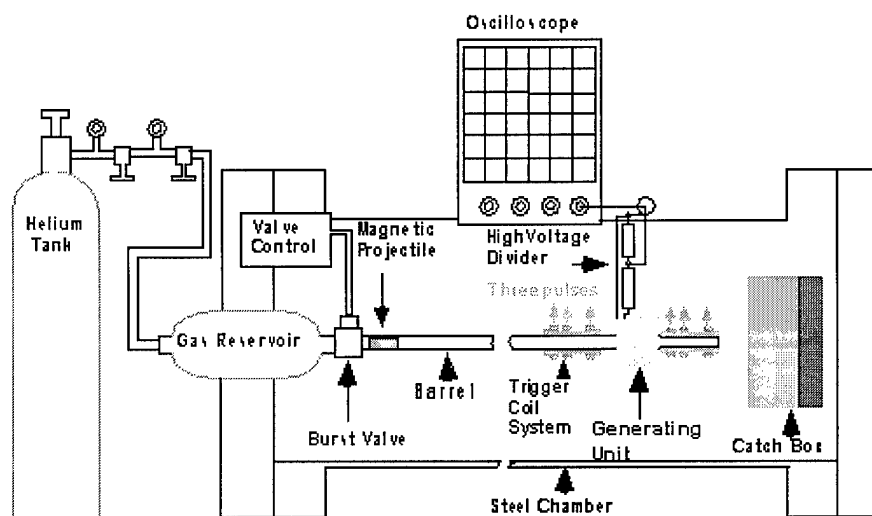 Oscilloscope
Helium
Tank
Valve
Control
Magnetic
Projectile
High Voltage
Divider
Three pulses
Gas Reservoir
Barrel
Trigger
Coil
System
Generating
Unit
Burst Valve
Catch Box
Steel Chamber